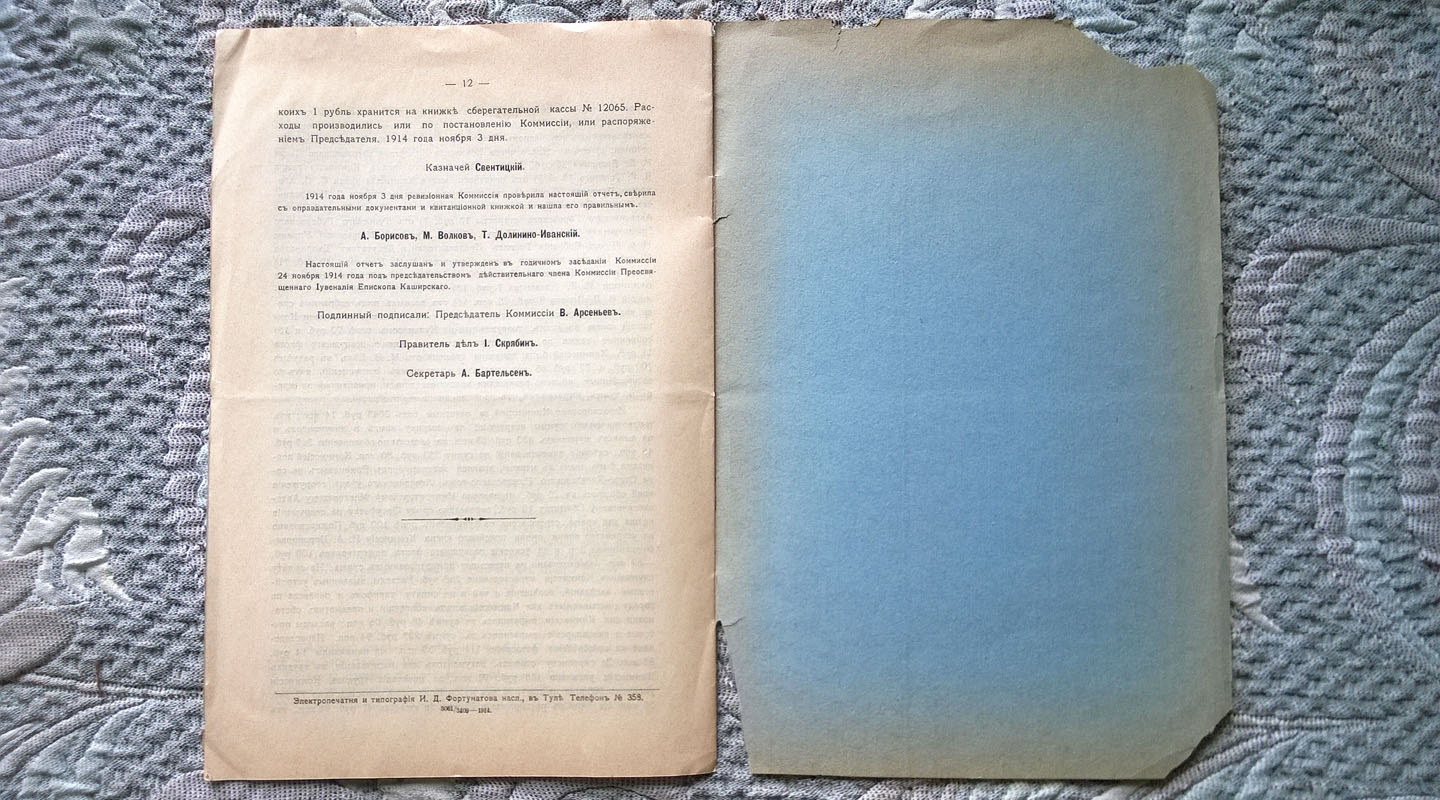 — 12 —
коихъ 1 рубль хранится на книжкѣ сберегательной кассы № 12065. Рас-
ходы производились или по постановленію Коммиссіи, или распоряже-
ніемъ Предсѣдателя. 1914 года ноября 3 дня.
Казначей Свентицкій.
1914 года ноября 3 дня ревизіонная Коммиссія провѣрила настоящій отчетъ, свѣрила
съ оправдательными документами и квитанціонной книжкой и нашла его правильнымъ.
А. Борисовъ, М. Волковъ, Т. Долинино-Иванскій.
Настоящій отчетъ заслушанъ и утвержденъ въ годичномъ засѣданіи Коммиссіи
24 ноября 1914 года подъ предсѣдательствомъ дѣйствительнаго члена Коммиссіи Преосвя-
щеннаго Іувеналія Епископа Каширскаго.
Подлинный подписали: Предсѣдатель Коммиссіи В. Арсеньевъ.
Правитель дѣлъ І. Скрябинъ.
Секретарь А. Бартельсенъ.
Электропечатня и типографія И. Д. Фортунатова насл., въ Тулѣ Телефонъ № 358.